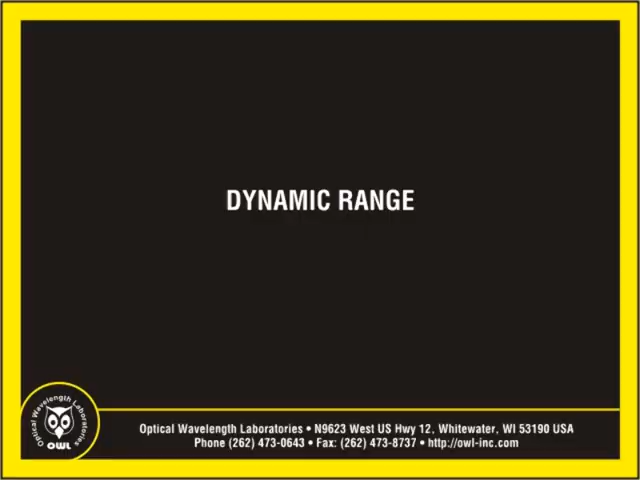 DYNAMIC RANGE
Optical Wavelength Laboratories
OWL
Optical Wavelength Laboratories • N9623 West US Hwy 12, Whitewater, WI 53190 USA
Phone (262) 473-0643 • Fax: (262) 473-8737 • http://owl-inc.com